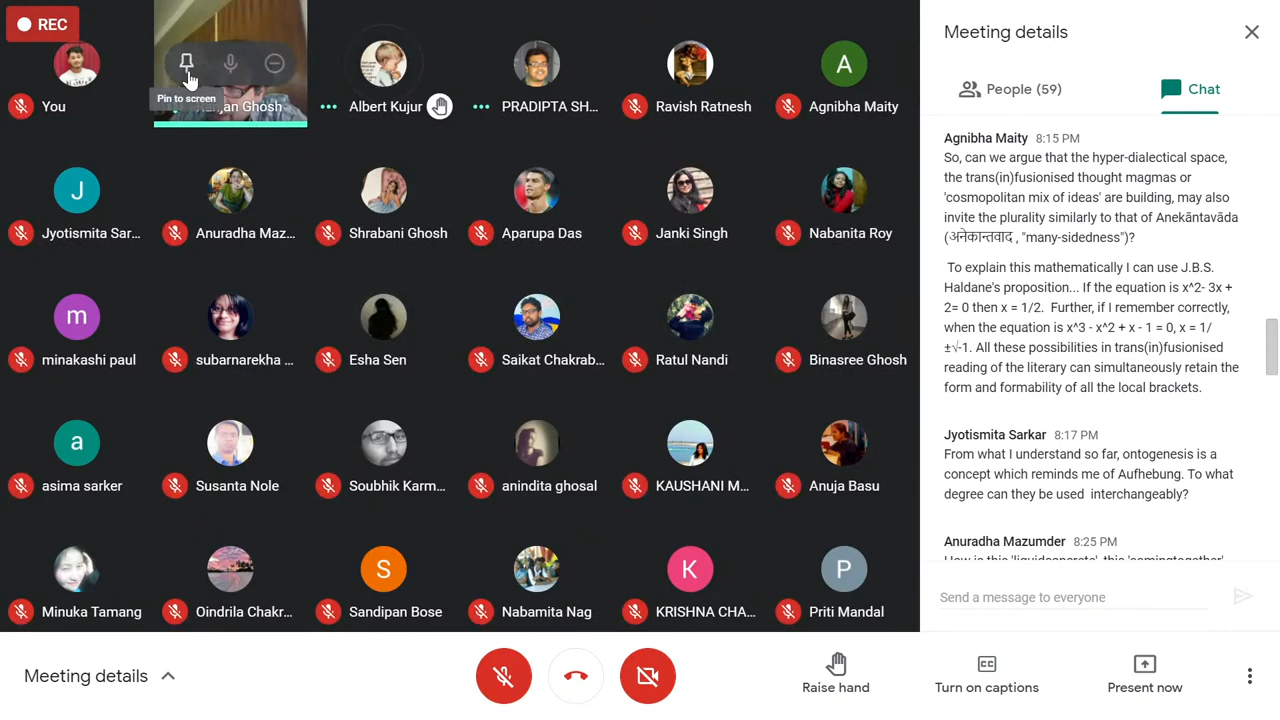 REC
Meeting details
You
jan Ghosh
Pin to screen
Albert Kujur
PRADIPTA SH...
Ravish Ratnesh
A
Agnibha Maity
People (59)
Chat
J
Jyotismita Sar...
Anuradha Maz...
Shrabani Ghosh
Aparupa Das
Janki Singh
Nabanita Roy
m
minakashi paul
subarnarekha ...
Esha Sen
Saikat Chakrab...
Ratul Nandi
Binasree Ghosh
a
asima sarker
Susanta Nole
Soubhik Karm...
anindita ghosal
KAUSHANI M...
Anuja Basu
Minuka Tamang
Oindrila Chakr...
S
Sandipan Bose
Nabamita Nag
K
KRISHNA CHA...
P
Priti Mandal
Agnibha Maity 8:15 PM
So, can we argue that the hyper-dialectical space,
the trans(in)fusionised thought magmas or
'cosmopolitan mix of ideas' are building, may also
invite the plurality similarly to that of Anekāntavāda
(अनेकान्तवाद , "many-sidedness")?
To explain this mathematically I can use J.B.S.
Haldane's proposition... If the equation is x^2- 3x +
2= 0 then x = 1/2. Further, if I remember correctly,
when the equation is x^3 - x^2 + x - 1 = 0, x = 1/
±√-1. All these possibilities in trans(in)fusionised
reading of the literary can simultaneously retain the
form and formability of all the local brackets.
Jyotismita Sarkar 8:17 PM
From what I understand so far, ontogenesis is a
concept which reminds me of Aufhebung. To what
degree can they be used interchangeably?
Anuradha Mazumder 8:25 PM
How is this 'liquidconcrete', this 'comingtogether'
Send a message to everyone
Meeting details
Raise hand
Turn on captions
Present now